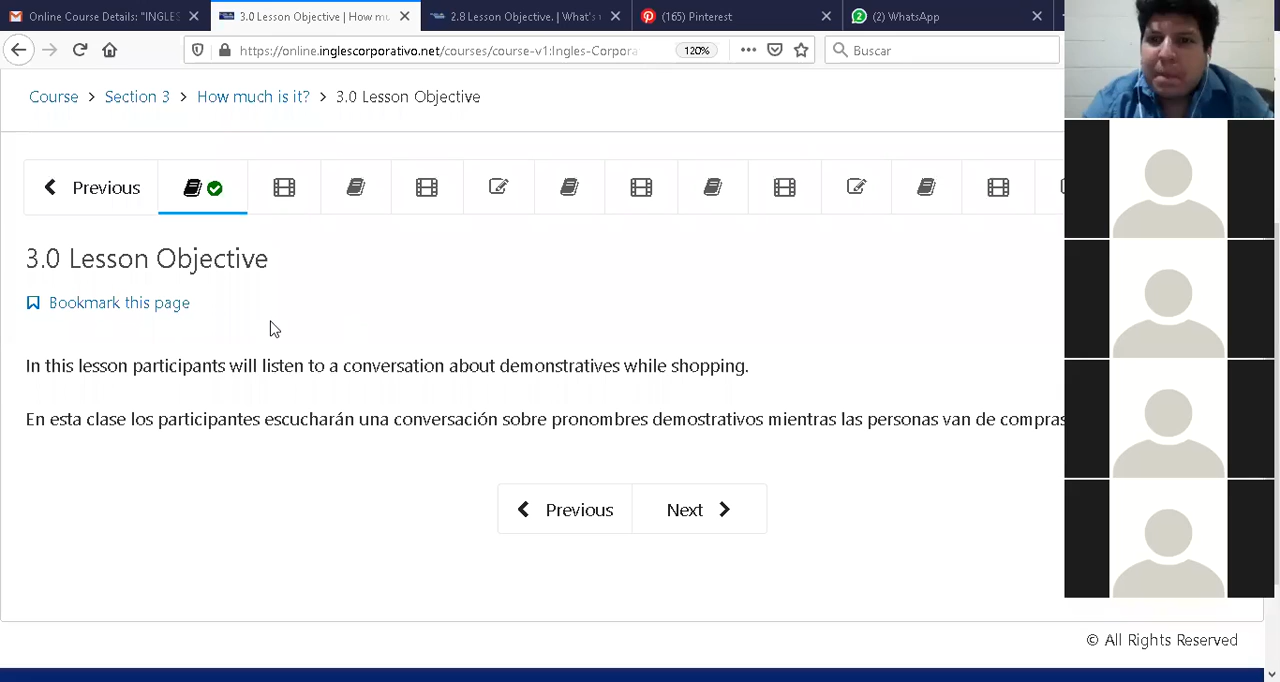 Online Course Details: "INGLES
3.0 Lesson Objective | How mu
2.8 Lesson Objective. | What's
(165) Pinterest
(2) WhatsApp
https://online.inglescorporativo.net/courses/course-v1:Ingles-Corpora
120%
Buscar
Course > Section 3 > How much is it? > 3.0 Lesson Objective
Previous
3.0 Lesson Objective
Bookmark this page
In this lesson participants will listen to a conversation about demonstratives while shopping.
En esta clase los participantes escucharán una conversación sobre pronombres demostrativos mientras las personas van de compras
Previous
Next
© All Rights Reserved